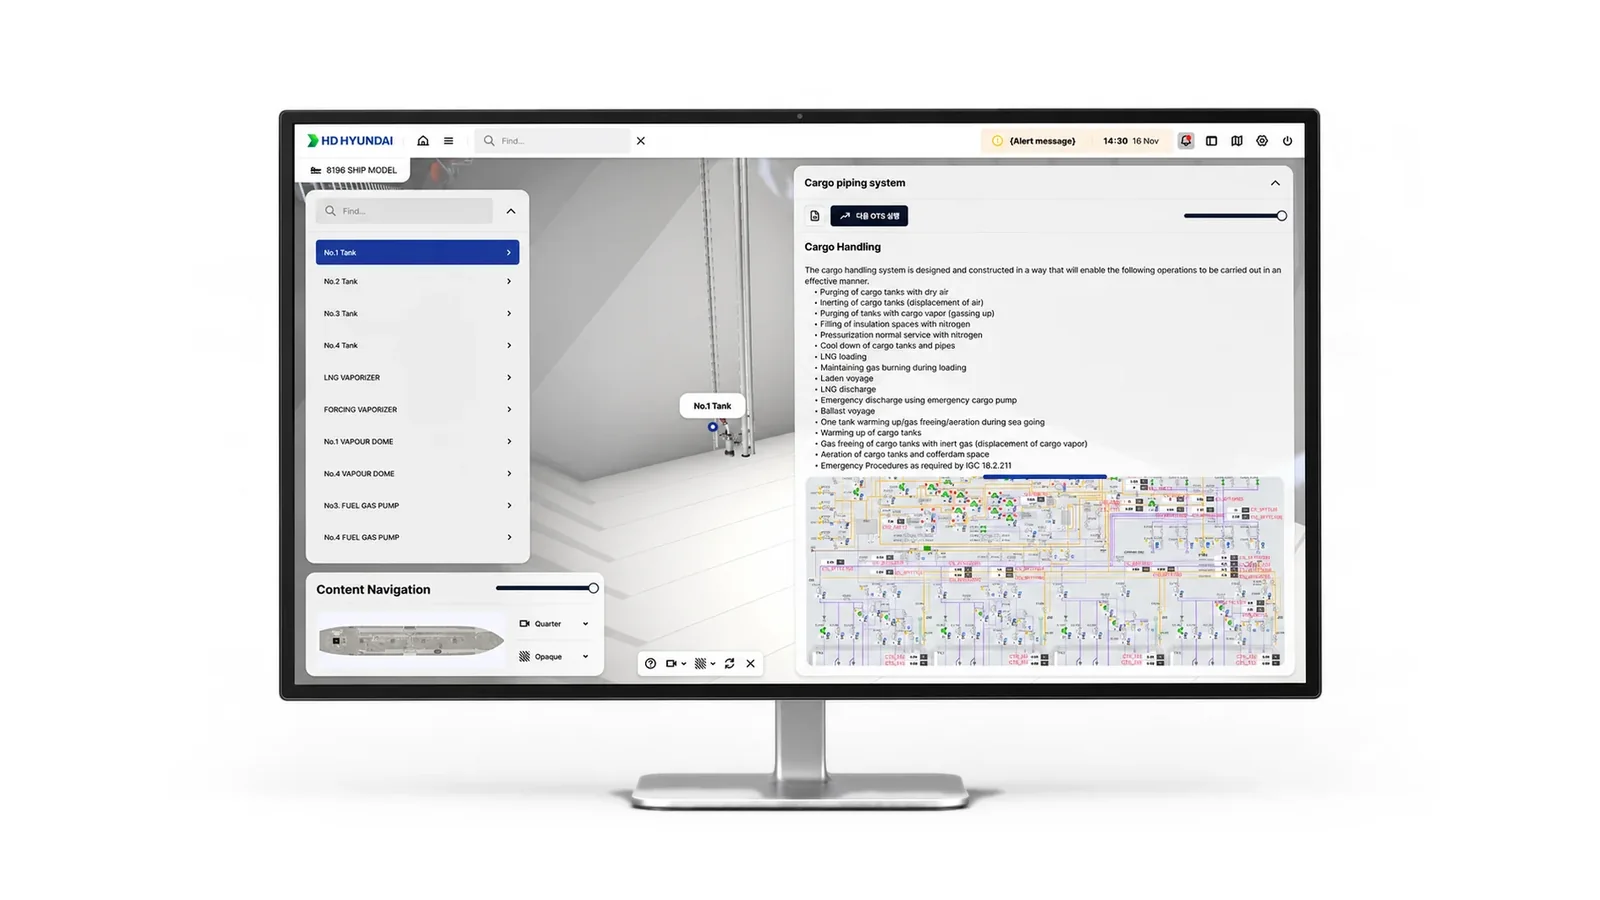 HD HYUNDAI
Find...
{Alert message}
14:30 16 Nov
8196 SHIP MODEL
Find...
No.1 Tank
No.2 Tank
No.3 Tank
No.4 Tank
LNG VAPORIZER
FORCING VAPORIZER
No.1 VAPOUR DOME
No.4 VAPOUR DOME
No3. FUEL GAS PUMP
No.4 FUEL GAS PUMP
Content Navigation
Quarter
Opaque
No.1 Tank
Cargo piping system
다음 OTS 실행
Cargo Handling
The cargo handling system is designed and constructed in a way that will enable the following operations to be carried out in an
effective manner.
• Purging of cargo tanks with dry air
• Inerting of cargo tanks (displacement of air)
• Purging of tanks with cargo vapor (gassing up)
• Filling of insulation spaces with nitrogen
• Pressurization normal service with nitrogen
• Cool down of cargo tanks and pipes
• LNG loading
• Maintaining gas burning during loading
• Laden voyage
• LNG discharge
• Emergency discharge using emergency cargo pump
• Ballast voyage
• One tank warming up/gas freeing/aeration during sea going
• Warming up of cargo tanks
• Gas freeing of cargo tanks with inert gas (displacement of cargo vapor)
• Aeration of cargo tanks and cofferdam space
• Emergency Procedures as required by IGC 18.2.211